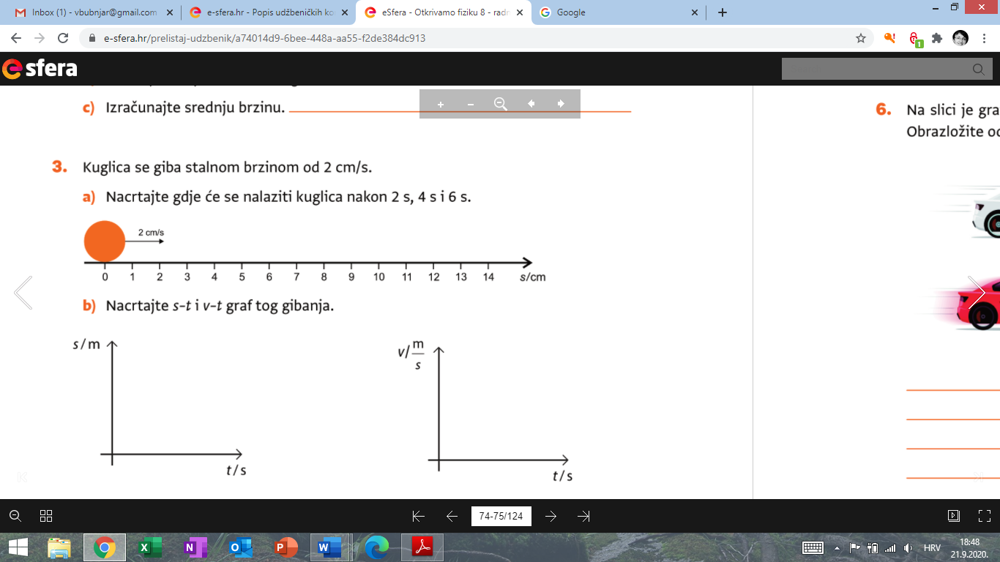 Inbox (1) - vbubnjar@gmail.com
e-sfera.hr - Popis udžbeničkih ko
eSfera - Otkrivamo fiziku 8 - radn
Google
e-sfera.hr/prelistaj-udzbenik/a74014d9-6bee-448a-aa55-f2de384dc913
1
e sfera
c) Izračunajte srednju brzinu.
3. Kuglica se giba stalnom brzinom od 2 cm/s.
a) Nacrtajte gdje će se nalaziti kuglica nakon 2 s, 4 s i 6 s.
2 cm/s
0 1 2 3 4 5 6 7 8 9 10 11 12 13 14 s/cm
b) Nacrtajte s–t i v–t graf tog gibanja.
s/m
t/s
v/ m
s
t/s
6. Na slici je gra
Obrazložite od
74-75/124
HRV
18:48
21.9.2020.